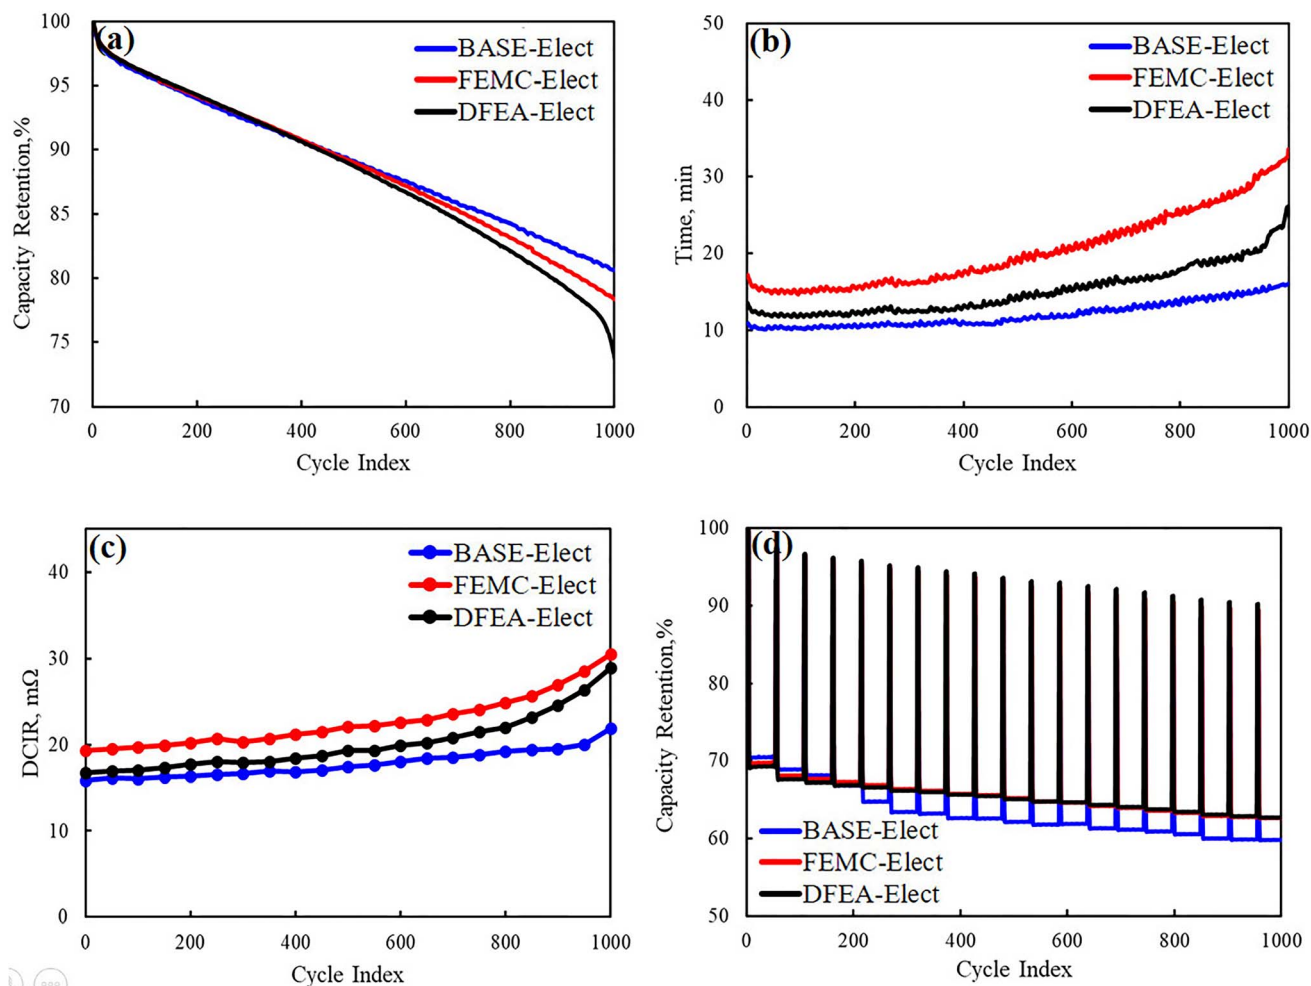 (a)
BASE-Elect
FEMC-Elect
DFEA-Elect
Capacity Retention,%
100
95
90
85
80
75
70
0 200 400 600 800 1000
Cycle Index
(b)
BASE-Elect
FEMC-Elect
DFEA-Elect
Time, min
50
40
30
20
10
0
0 200 400 600 800 1000
Cycle Index
(c)
BASE-Elect
FEMC-Elect
DFEA-Elect
DCIR, mΩ
40
30
20
10
0
0 200 400 600 800 1000
Cycle Index
(d)
Capacity Retention,%
100
90
80
70
60
50
BASE-Elect
FEMC-Elect
DFEA-Elect
0 200 400 600 800 1000
Cycle Index